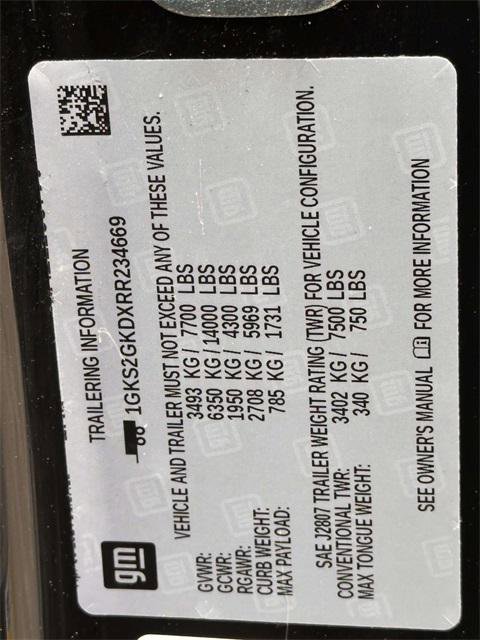 gm
TRAILERING INFORMATION
1GKS2GKDXRR234669
VEHICLE AND TRAILER MUST NOT EXCEED ANY OF THESE VALUES.
GVWR: 3493 KG / 7700 LBS
GCWR: 6350 KG / 14000 LBS
RGAWR: 1950 KG / 4300 LBS
CURB WEIGHT: 2708 KG / 5969 LBS
MAX PAYLOAD: 785 KG / 1731 LBS
SAE J2807 TRAILER WEIGHT RATING (TWR) FOR VEHICLE CONFIGURATION.
CONVENTIONAL TWR: 3402 KG / 7500 LBS
MAX TONGUE WEIGHT: 340 KG / 750 LBS
SEE OWNER'S MANUAL FOR MORE INFORMATION